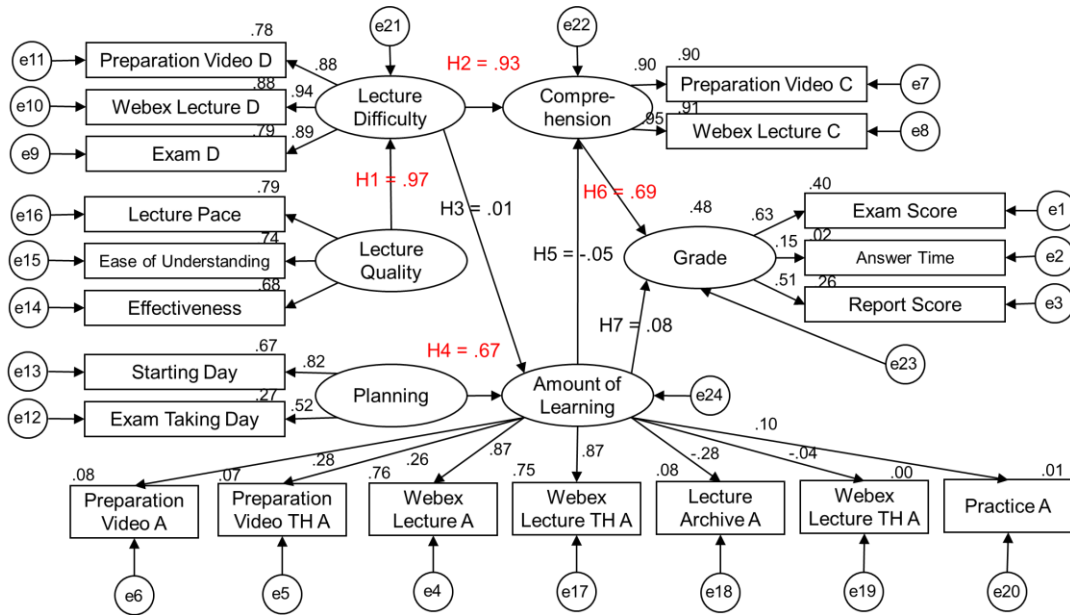 e21
e22
.78
e11
Preparation Video D
.88
H2 = .93
.90
.90
Preparation Video C
e7
e10
.88
Webex Lecture D
.94
Lecture
Difficulty
Compre-
hension
.95
.91
Webex Lecture C
e8
e9
.79
Exam D
.89
H1 = .97
H6 = .69
.79
e16
Lecture Pace
H3 = .01
.48
.63
.40
Exam Score
e1
e15
.74
Ease of Understanding
Lecture
Quality
H5 = -.05
Grade
.15
.02
Answer Time
e2
e14
.68
Effectiveness
.51
.26
Report Score
e3
H7 = .08
H4 = .67
e23
.67
e13
Starting Day
.82
Planning
Amount of
Learning
e24
e12
.27
Exam Taking Day
.52
.10
.08
.07
.28
.26
.76
.87
.75
.87
.08
-.28
-.04
.00
.01
Preparation
Video A
Preparation
Video TH A
Webex
Lecture A
Webex
Lecture TH A
Lecture
Archive A
Webex
Lecture TH A
Practice A
e6
e5
e4
e17
e18
e19
e20